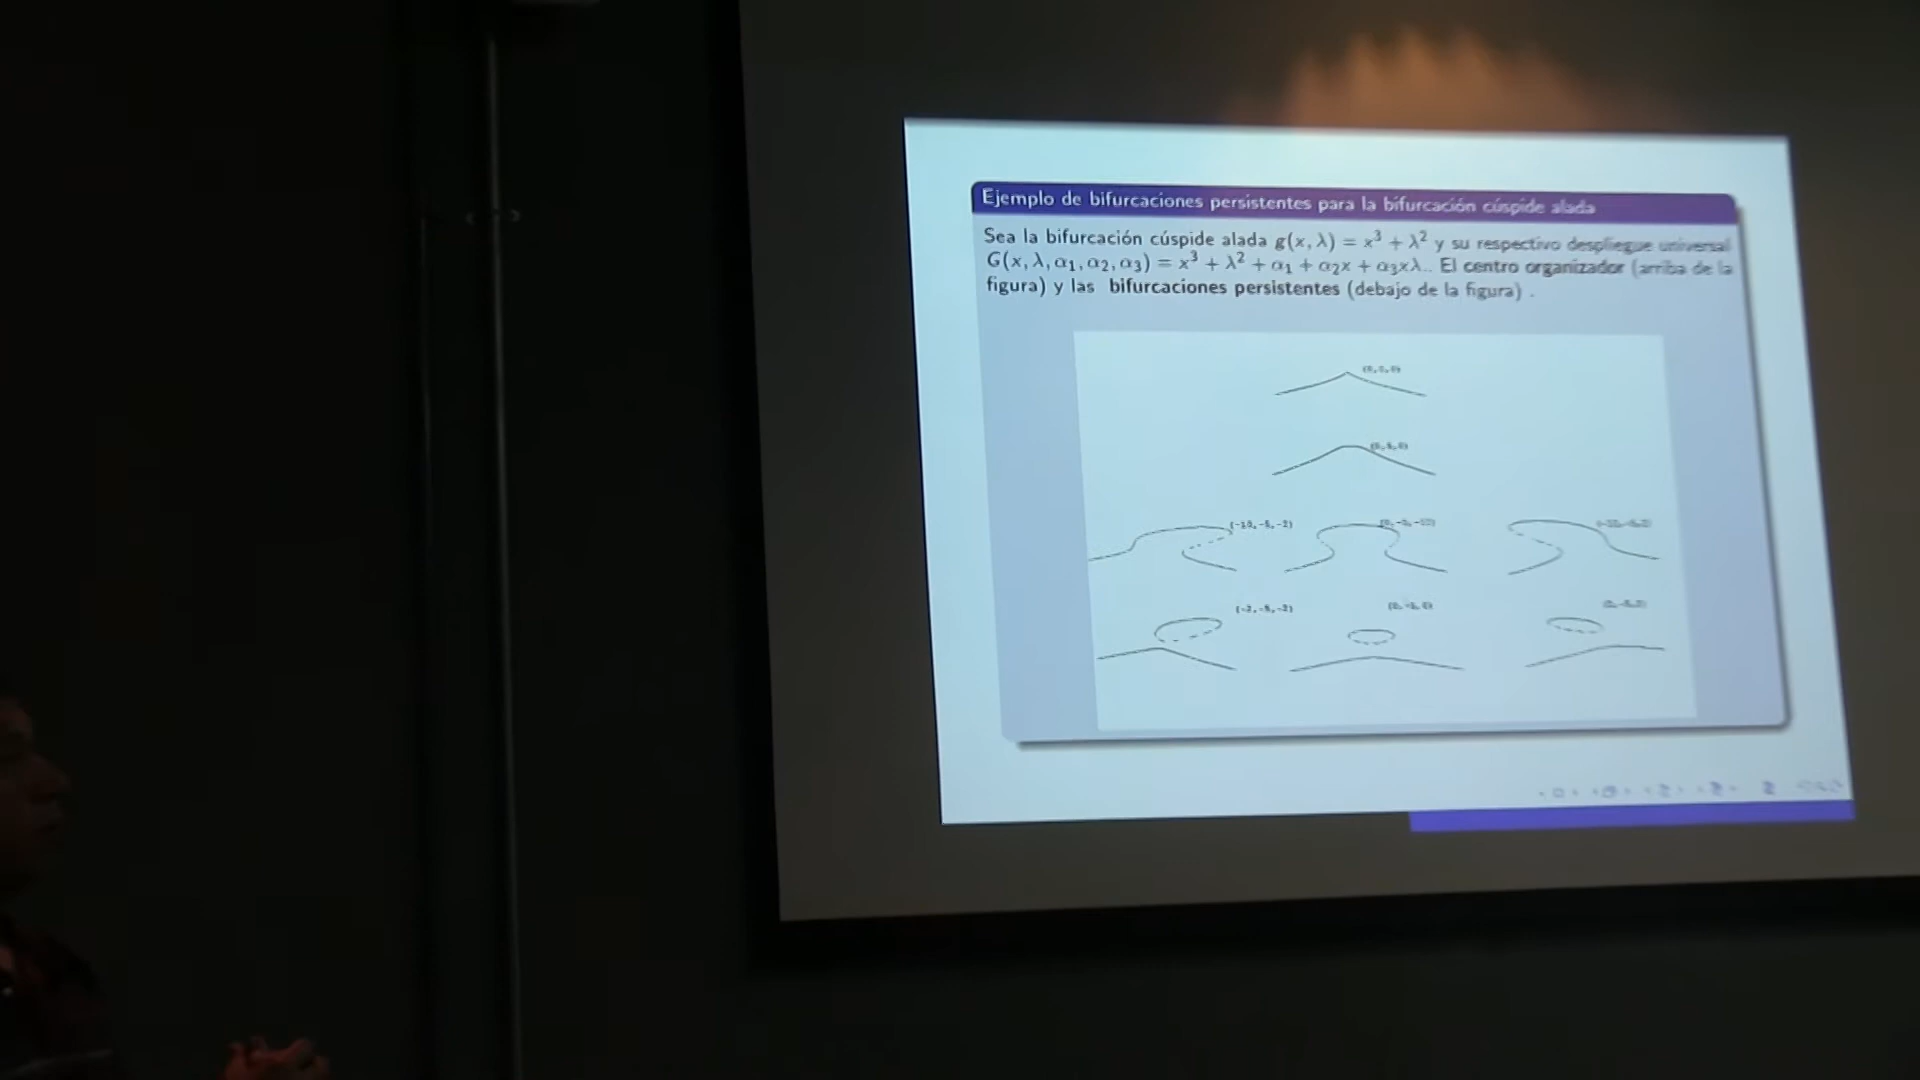 Ejemplo de bifurcaciones persistentes para la bifurcación cúspide alada
Sea la bifurcación cúspide alada g(x, λ) = x³ + λ² y su respectivo despliegue universal
G(x, λ, α₁, α₂, α₃) = x³ + λ² + α₁ + α₂x + α₃xλ.. El centro organizador (arriba de la
figura) y las bifurcaciones persistentes (debajo de la figura) .